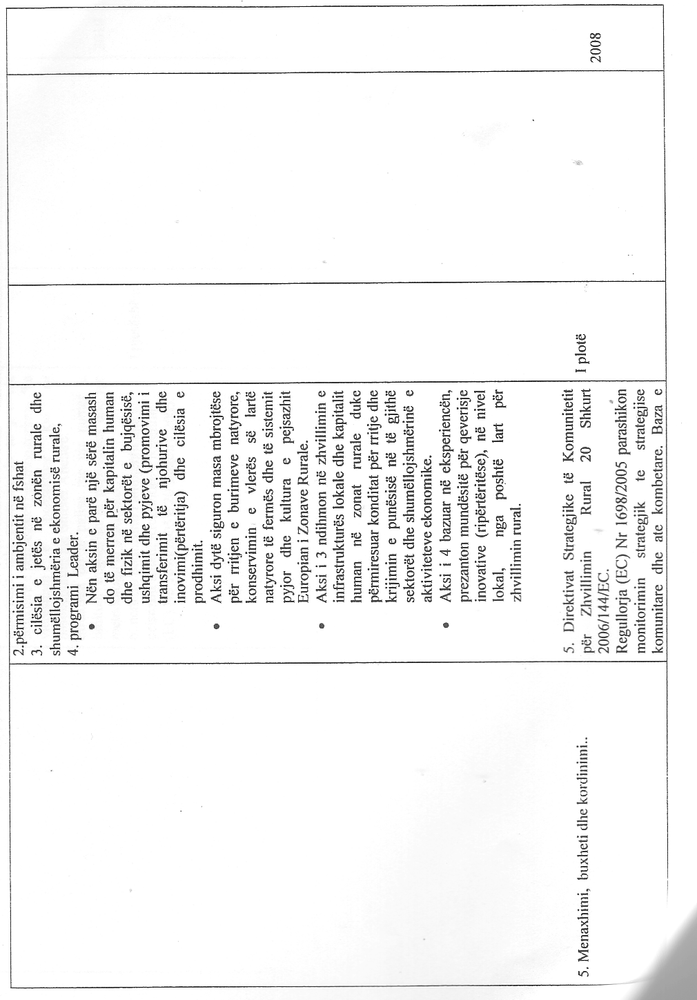 2.përmisimi i ambjentit në fshat
3. cilësia e jetës në zonën rurale dhe
shumëllojshmëria e ekonomisë rurale,
4. programi Leader.
• Nën aksin e parë një sërë masash
do të merren për kapitalin human
dhe fizik në sektorët e bujqësisë,
ushqimit dhe pyjeve (promovimi i
transferimit të njohurive dhe
inovimi(përtëritja) dhe cilësia e
prodhimit.
• Aksi dytë siguron masa mbrojtëse
për rritjen e burimeve natyrore,
konservimin e vlerës së lartë
natyrore të fermës dhe të sistemit
pyjor dhe kultura e pejsazhit
Europian i Zonave Rurale.
• Aksi i 3 ndihmon në zhvillimin e
infrastrukturës lokale dhe kapitalit
human në zonat rurale duke
përmiresuar konditat për rritje dhe
krijimin e punësisë në të gjithë
sektorët dhe shumëllojshmërinë e
aktiviteteve ekonomike.
• Aksi i 4 bazuar në eksperiencën,
prezanton mundësitë për qeverisje
inovative (ripërtëritëse), në nivel
lokal, nga poshtë lart për
zhvillimin rural.
5. Menaxhimi, buxheti dhe kordinimi..
5. Direktivat Strategjike të Komunitetit
për Zhvillimin Rural 20 Shkurt
2006/144/EC.
Regullorja (EC) Nr 1698/2005 parashikon
monitorimin strategjik te strategjise
komunitare dhe ate kombetare. Baza e
I plotë
2008